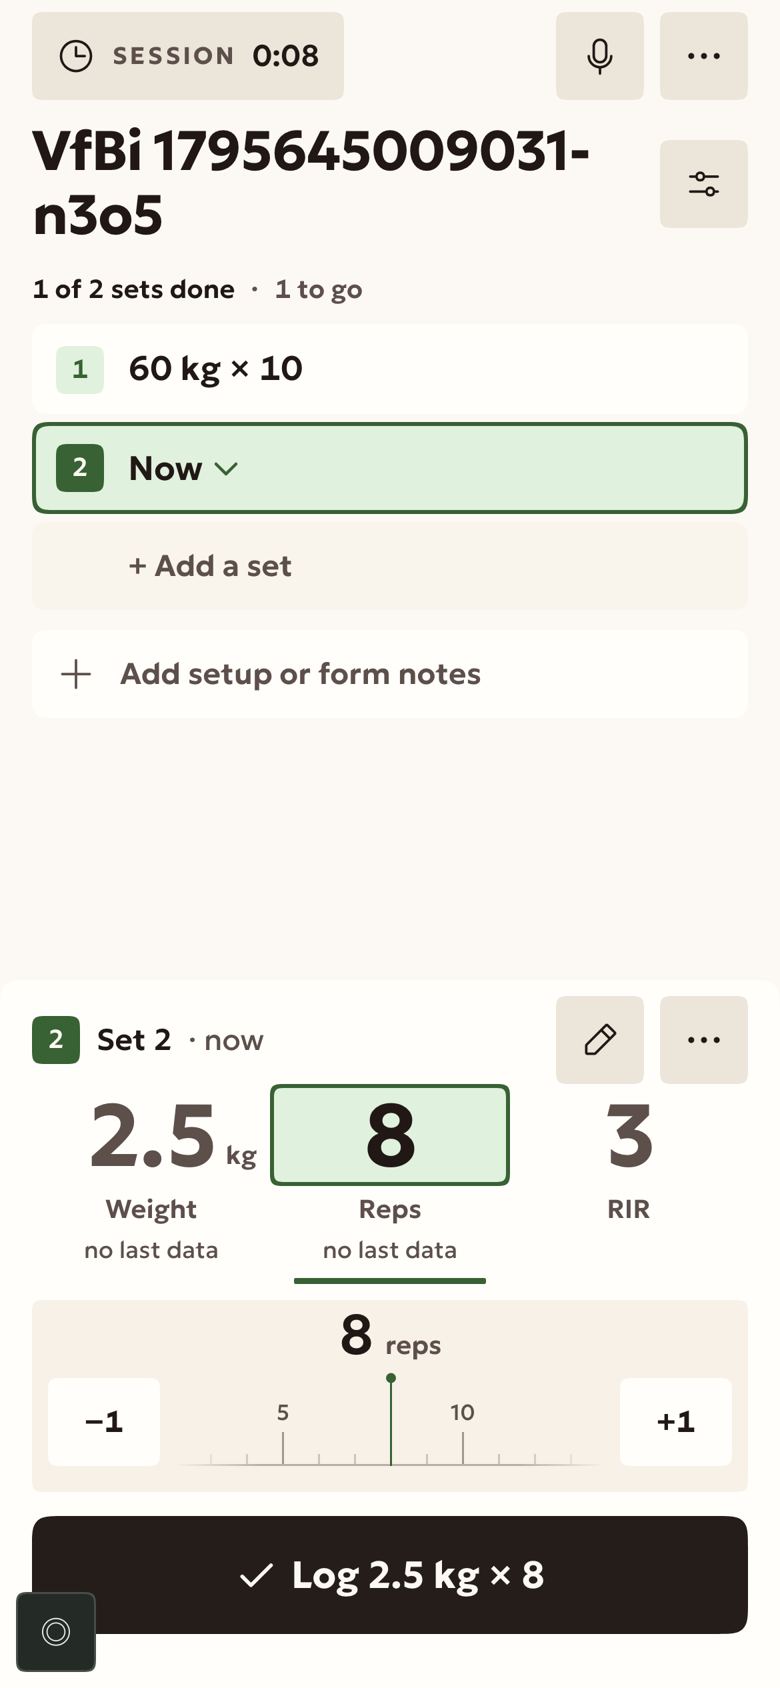 SESSION 0:08
VfBi 1795645009031-
n3o5
1 of 2 sets done · 1 to go
1 60 kg × 10
2 Now
+ Add a set
Add setup or form notes
2 Set 2 · now
2.5 kg 8 3
Weight Reps RIR
no last data no last data
8 reps
−1 5 10 +1
Log 2.5 kg × 8